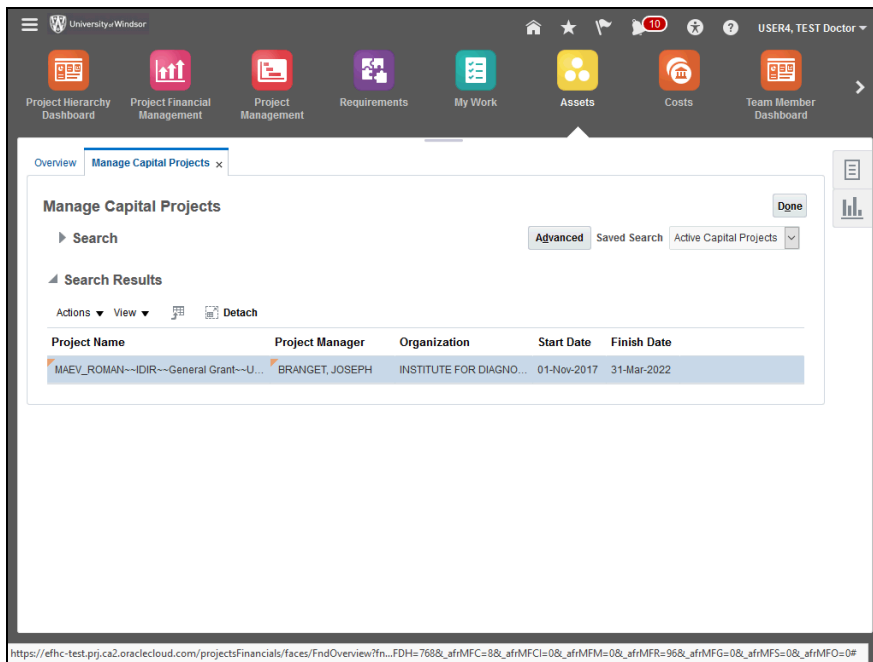 University of Windsor
10
?
USER4, TEST Doctor
Project Hierarchy Dashboard
Project Financial Management
Project Management
Requirements
My Work
Assets
Costs
Team Member Dashboard
Overview
Manage Capital Projects x
Manage Capital Projects
Done
Search
Advanced Saved Search Active Capital Projects
Search Results
Actions View Detach
Project Name Project Manager Organization Start Date Finish Date
MAEV_ROMAN~~IDIR~~General Grant~~U... BRANGET, JOSEPH INSTITUTE FOR DIAGNO... 01-Nov-2017 31-Mar-2022
https://efhc-test.prj.ca2.oraclecloud.com/projectsFinancials/faces/FndOverview?fn...FDH=768&_afrMFC=8&_afrMFCI=0&_afrMFM=0&_afrMFR=96&_afrMFG=0&_afrMFS=0&_afrMFO=0#